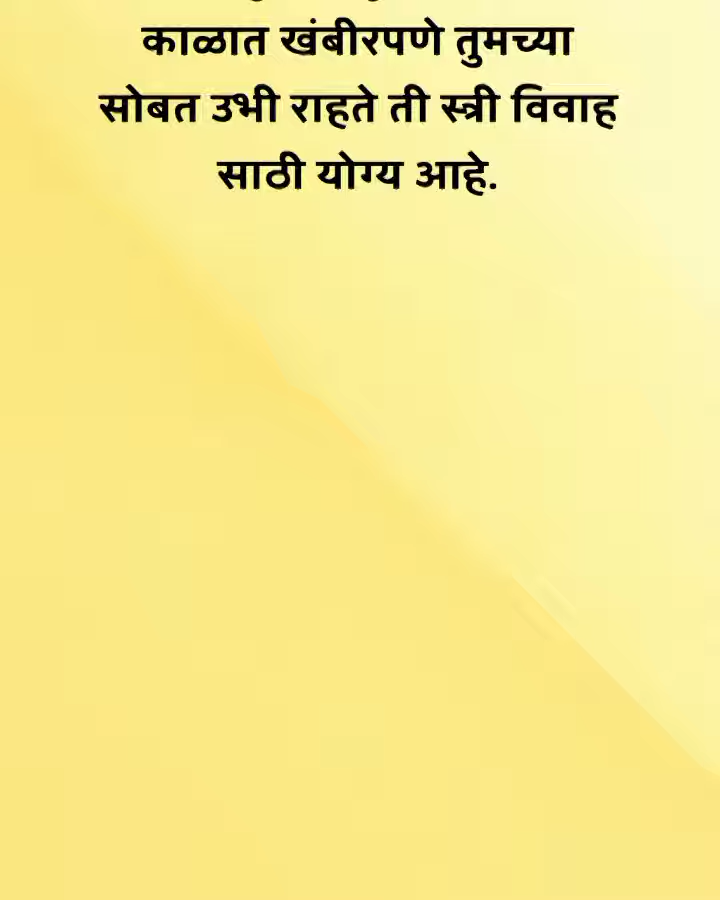 काळात खंबीरपणे तुमच्या
सोबत उभी राहते ती स्त्री विवाह
साठी योग्य आहे.